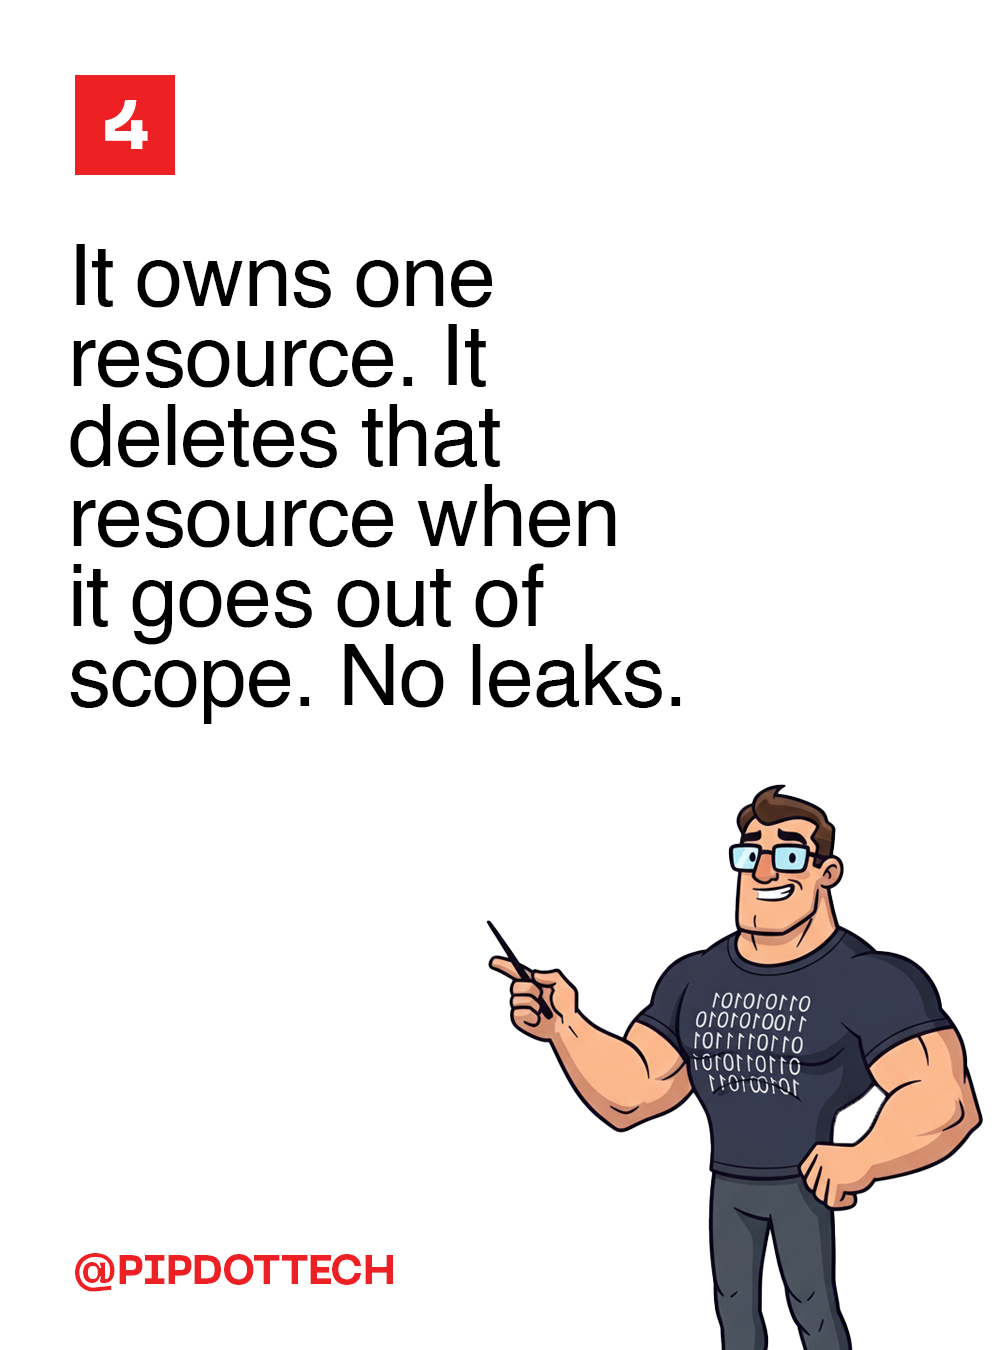 4
It owns one
resource. It
deletes that
resource when
it goes out of
scope. No leaks.
@PIPDOTTECH